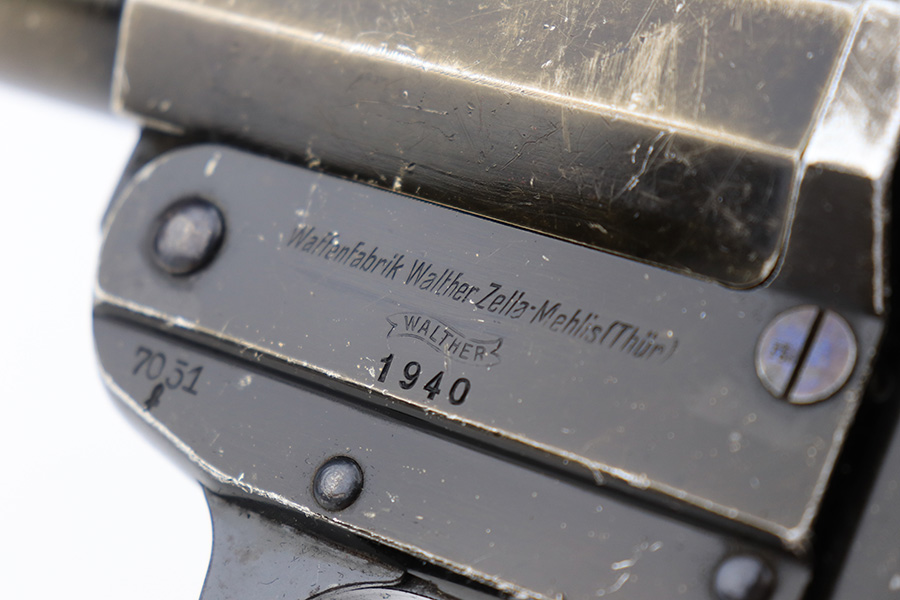 Waffenfabrik Walther Zella-Mehlis (Thür)
WALTHER
1940
7051